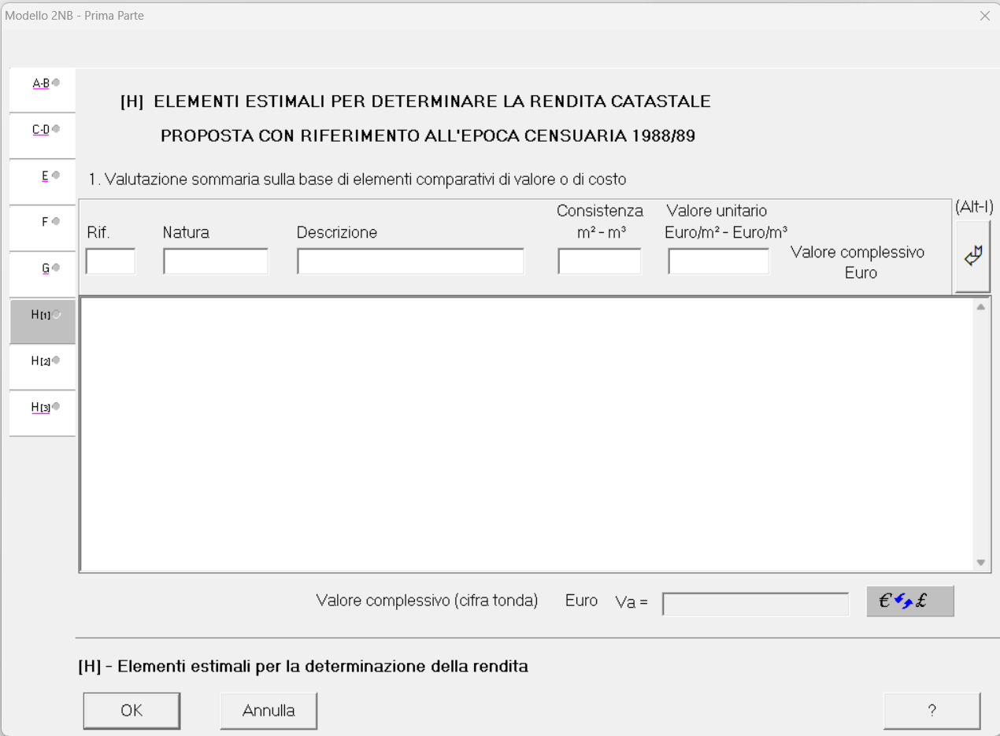 Modello 2NB - Prima Parte
A-B
C-D
E
F
G
H[1]
H[2]
H[3]
[H] ELEMENTI ESTIMALI PER DETERMINARE LA RENDITA CATASTALE
PROPOSTA CON RIFERIMENTO ALL'EPOCA CENSUARIA 1988/89
1. Valutazione sommaria sulla base di elementi comparativi di valore o di costo
(Alt-I)
Rif.
Natura
Descrizione
Consistenza
m² - m³
Valore unitario
Euro/m² - Euro/m³
Valore complessivo
Euro
Valore complessivo (cifra tonda) Euro Va =
€ £
[H] - Elementi estimali per la determinazione della rendita
OK
Annulla
?